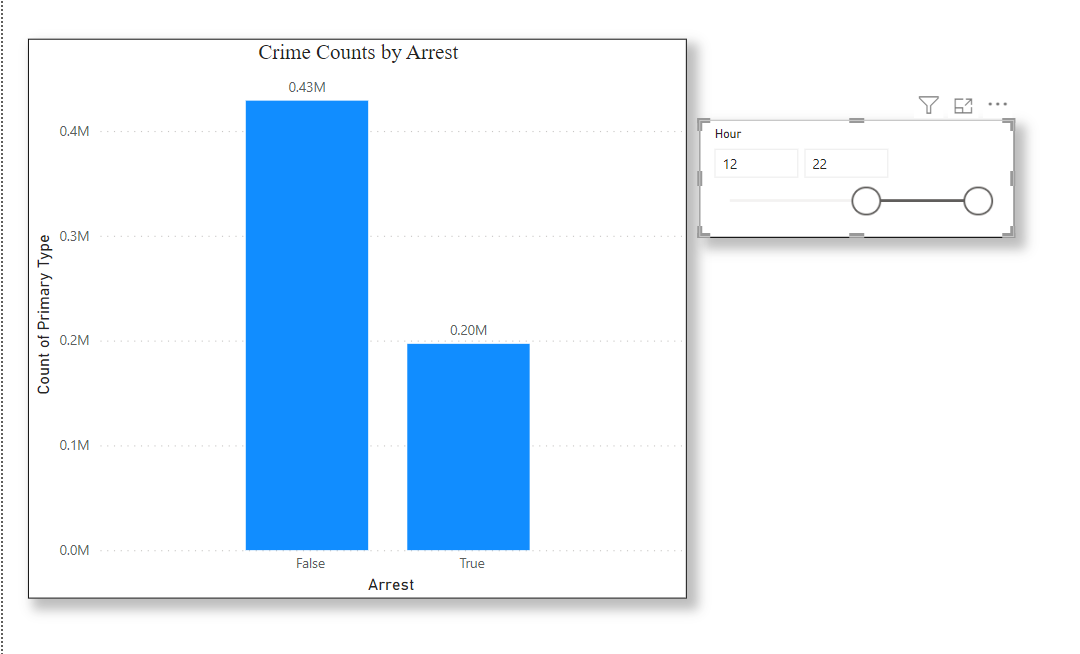 Crime Counts by Arrest
0.43M
0.4M
0.3M
0.20M
0.2M
0.1M
0.0M
Count of Primary Type
False
True
Arrest
Hour
12
22